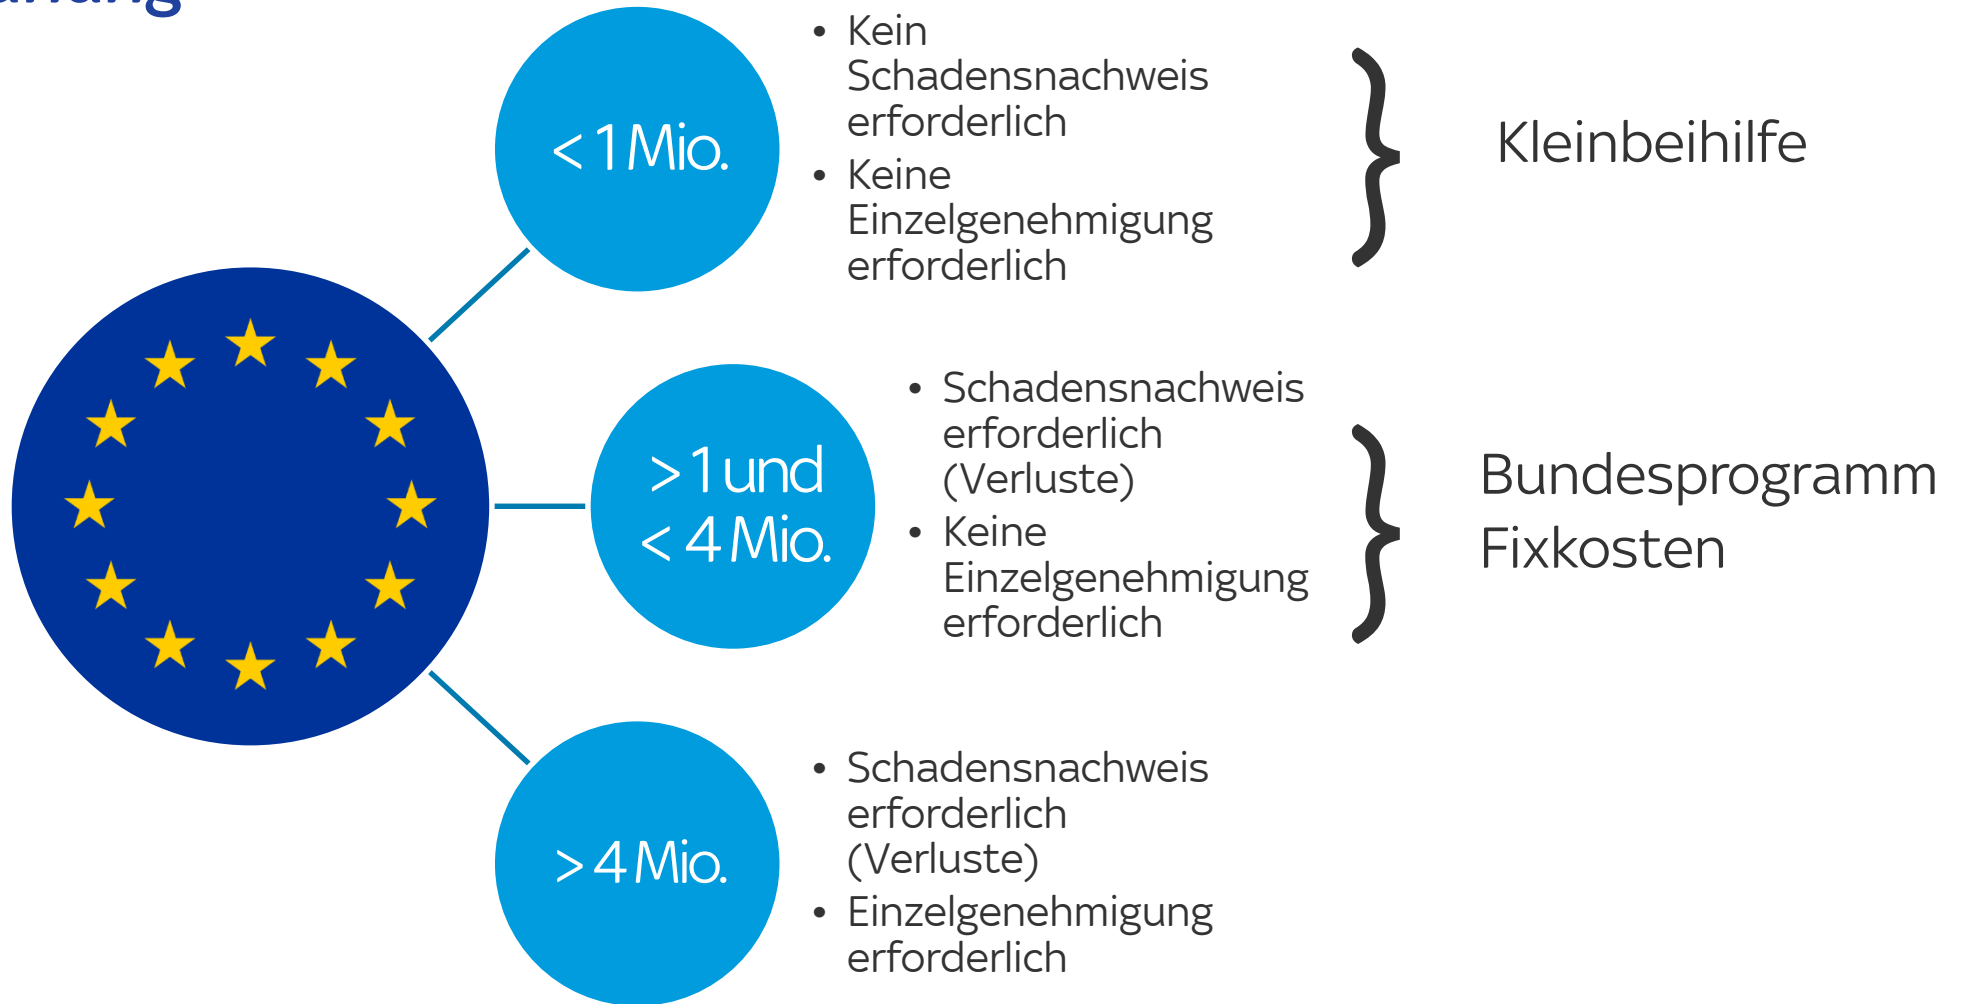 < 1 Mio.
• Kein
Schadensnachweis
erforderlich
• Keine
Einzelgenehmigung
erforderlich
Kleinbeihilfe
> 1 und
< 4 Mio.
• Schadensnachweis
erforderlich
(Verluste)
• Keine
Einzelgenehmigung
erforderlich
Bundesprogramm
Fixkosten
> 4 Mio.
• Schadensnachweis
erforderlich
(Verluste)
• Einzelgenehmigung
erforderlich